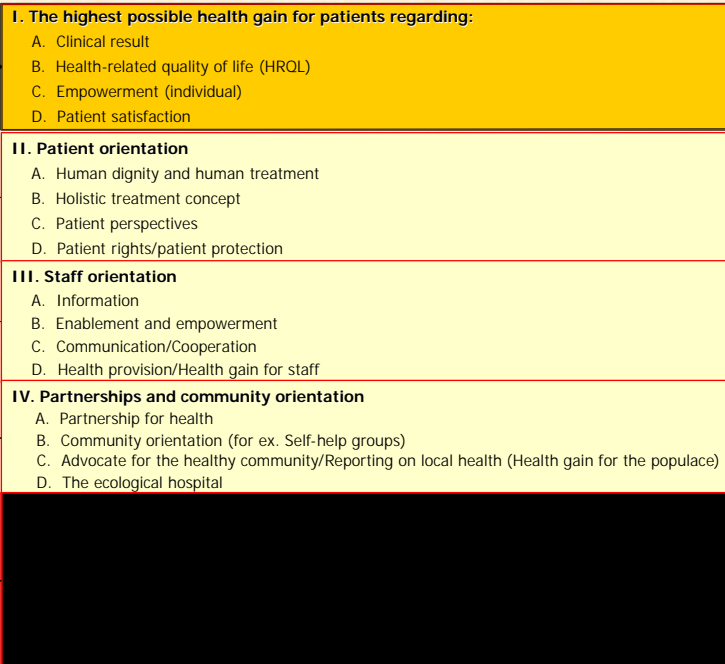 I. The highest possible health gain for patients regarding:
A. Clinical result
B. Health-related quality of life (HRQL)
C. Empowerment (individual)
D. Patient satisfaction
II. Patient orientation
A. Human dignity and human treatment
B. Holistic treatment concept
C. Patient perspectives
D. Patient rights/patient protection
III. Staff orientation
A. Information
B. Enablement and empowerment
C. Communication/Cooperation
D. Health provision/Health gain for staff
IV. Partnerships and community orientation
A. Partnership for health
B. Community orientation (for ex. Self-help groups)
C. Advocate for the healthy community/Reporting on local health (Health gain for the populace)
D. The ecological hospital